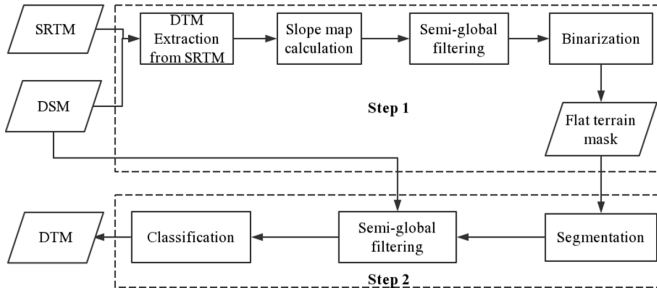 SRTM
DTM
Extraction
from SRTM
Slope map
calculation
Semi-global
filtering
Binarization
DSM
Step 1
Flat terrain
mask
DTM
Classification
Semi-global
filtering
Segmentation
Step 2